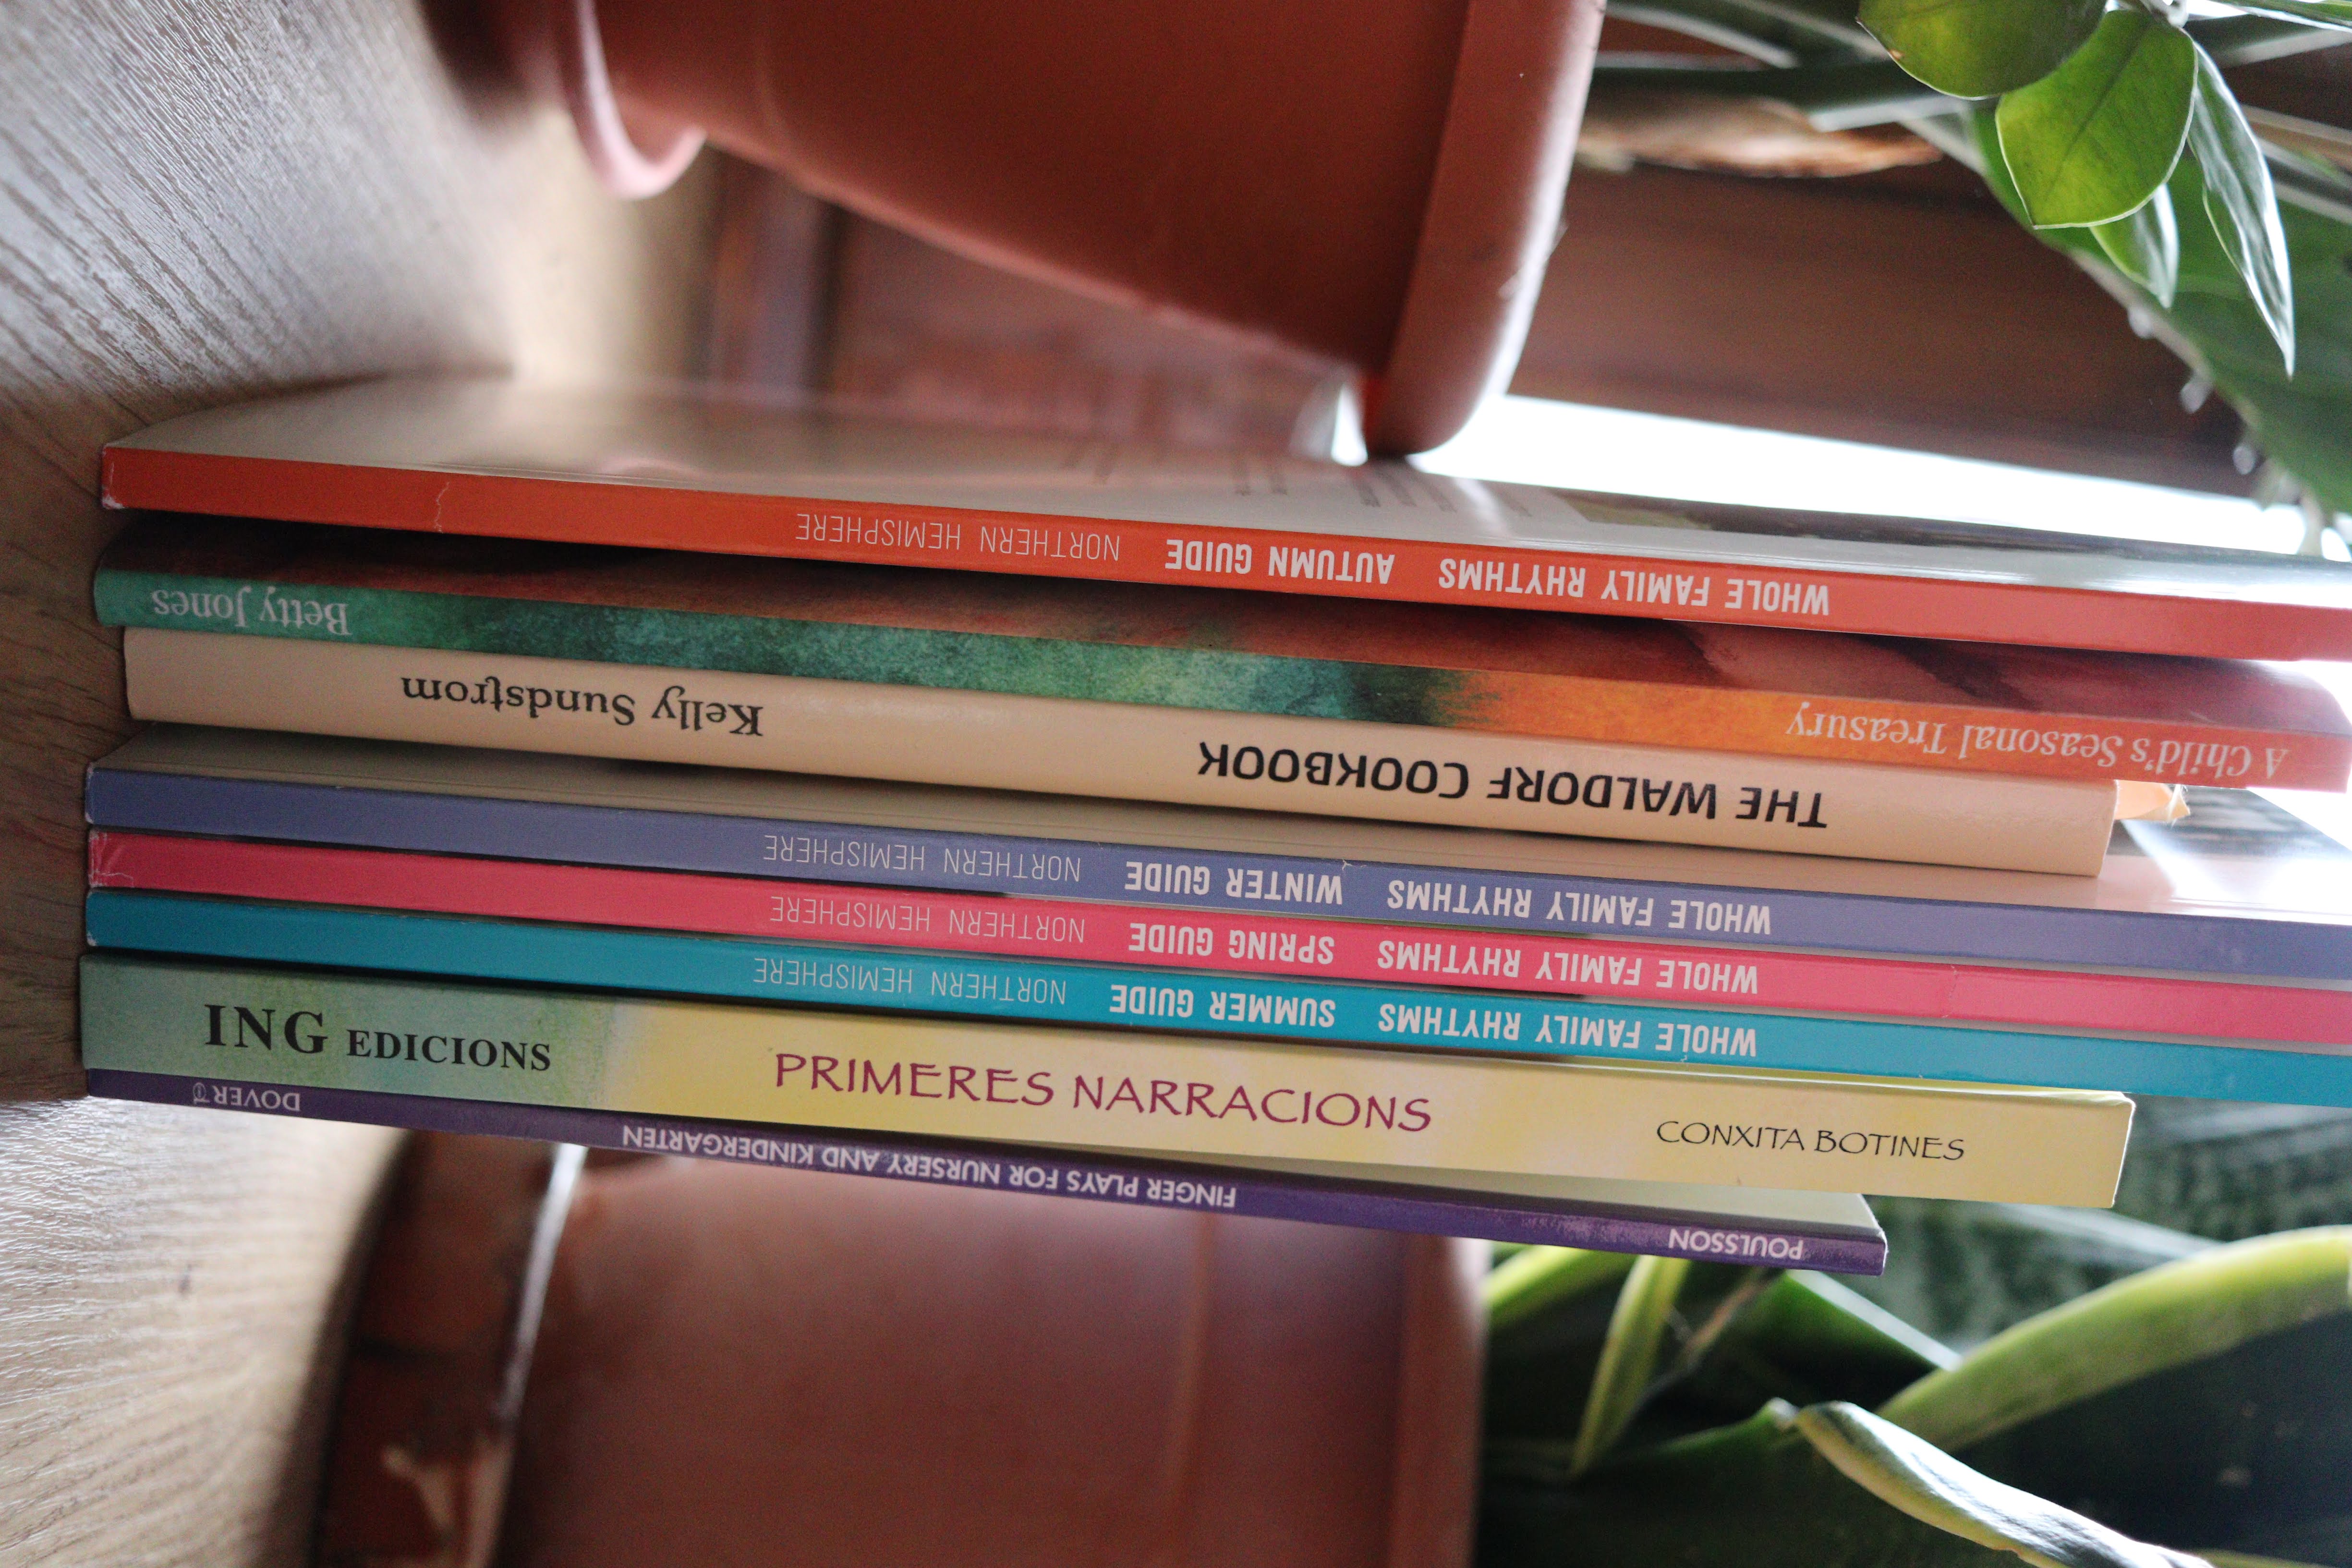 WHOLE FAMILY RHYTHMS AUTUMN GUIDE NORTHERN HEMISPHERE
A Child's Seasonal Treasury Betty Jones
THE WALDORF COOKBOOK Kelly Sundstrom
WHOLE FAMILY RHYTHMS WINTER GUIDE NORTHERN HEMISPHERE
WHOLE FAMILY RHYTHMS SPRING GUIDE NORTHERN HEMISPHERE
WHOLE FAMILY RHYTHMS SUMMER GUIDE NORTHERN HEMISPHERE
ING EDICIONS PRIMERES NARRACIONS CONXITA BOTINES
POULSSON FINGER PLAYS FOR NURSERY AND KINDERGARTEN DOVER